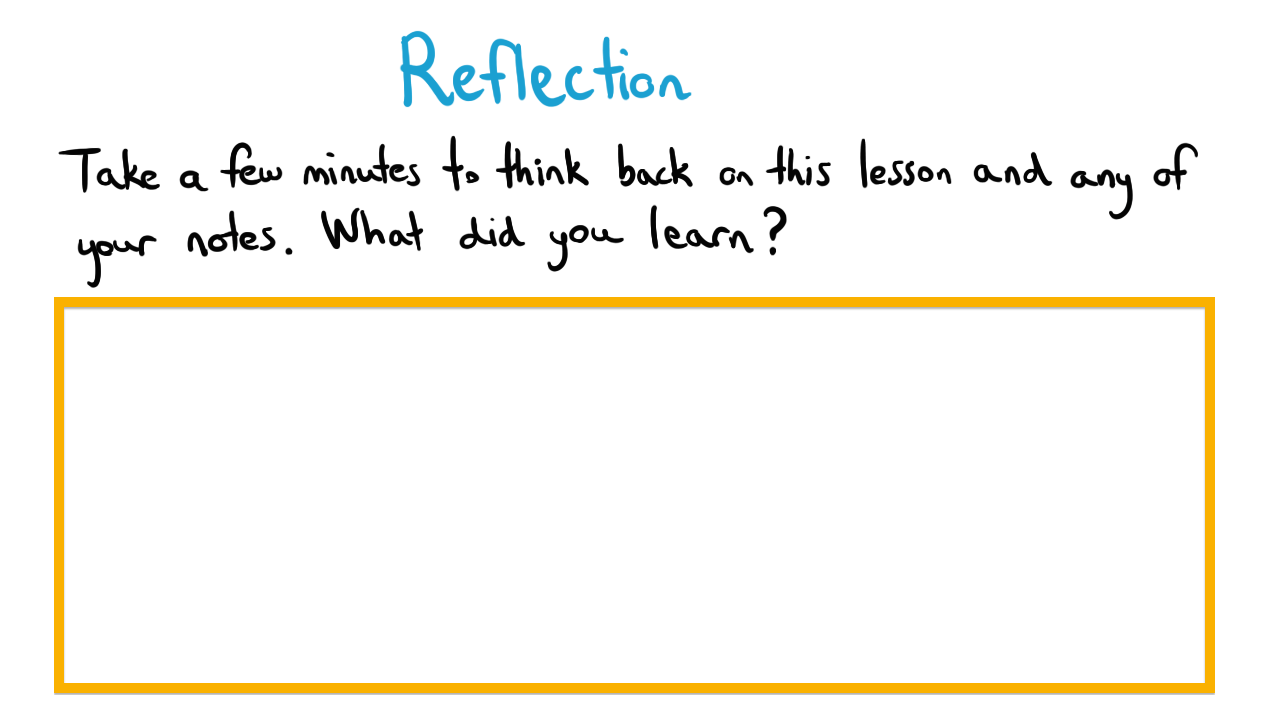 Reflection
Take a few minutes to think back on this lesson and any of
your notes. What did you learn?